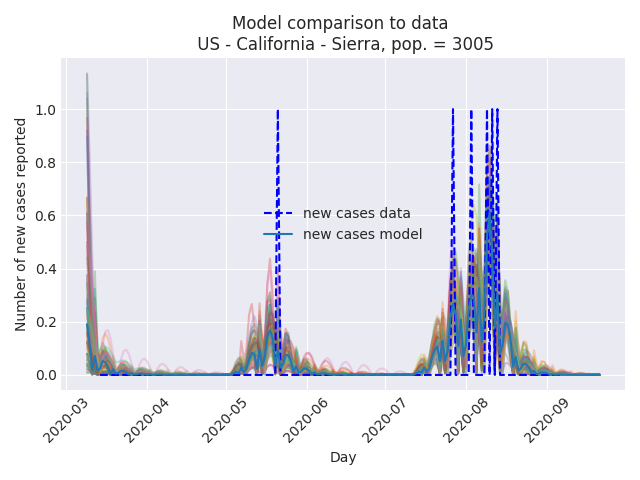 Model comparison to data
US - California - Sierra, pop. = 3005
Number of new cases reported
1.0
0.8
0.6
0.4
0.2
0.0
new cases data
new cases model
2020-03
2020-04
2020-05
2020-06
2020-07
2020-08
2020-09
Day